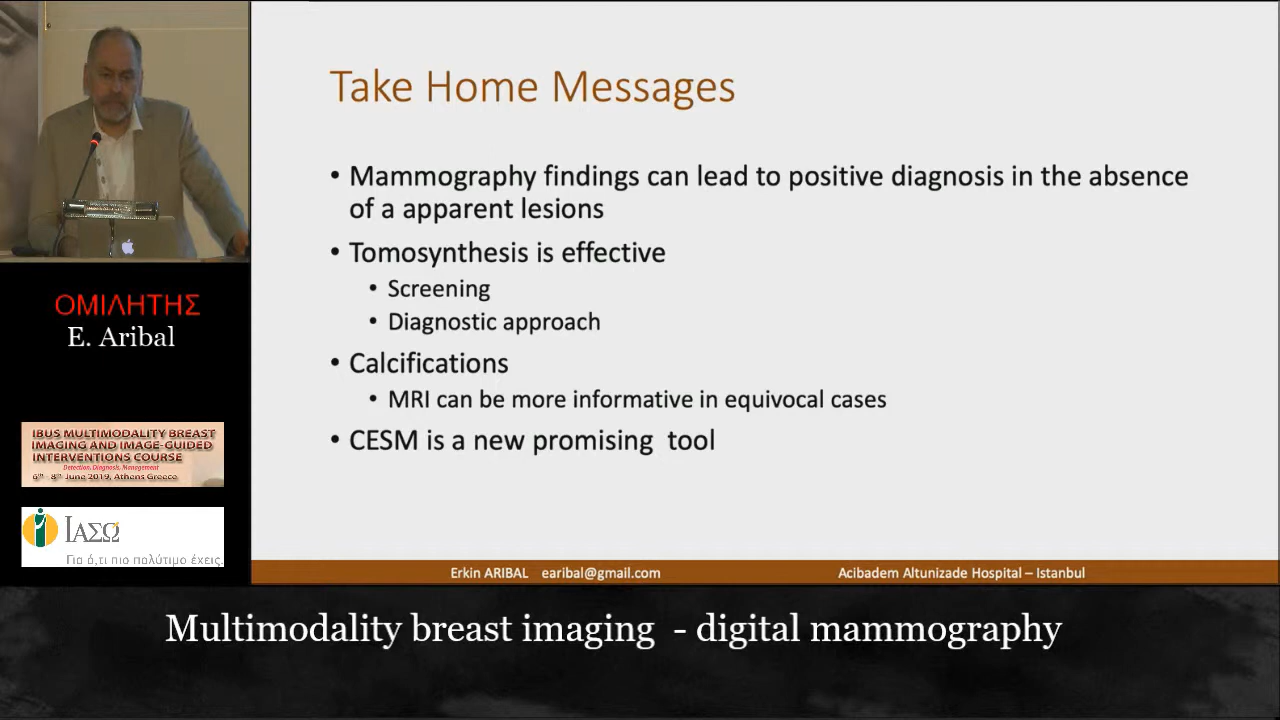 Take Home Messages
• Mammography findings can lead to positive diagnosis in the absence
of a apparent lesions
• Tomosynthesis is effective
• Screening
• Diagnostic approach
• Calcifications
• MRI can be more informative in equivocal cases
• CESM is a new promising  tool
Erkin ARIBAL    earibal@gmail.com
Acibadem Altunizade Hospital – Istanbul
ΟΜΙΛΗΤΗΣ
E. Aribal
IBUS MULTIMODALITY BREAST
IMAGING AND IMAGE-GUIDED
INTERVENTIONS COURSE
Detection, Diagnosis, Management
6th - 8th June 2019, Athens Greece
ΙΑΣΩ
Για ό,τι πιο πολύτιμο έχεις.
Multimodality breast imaging  - digital mammography